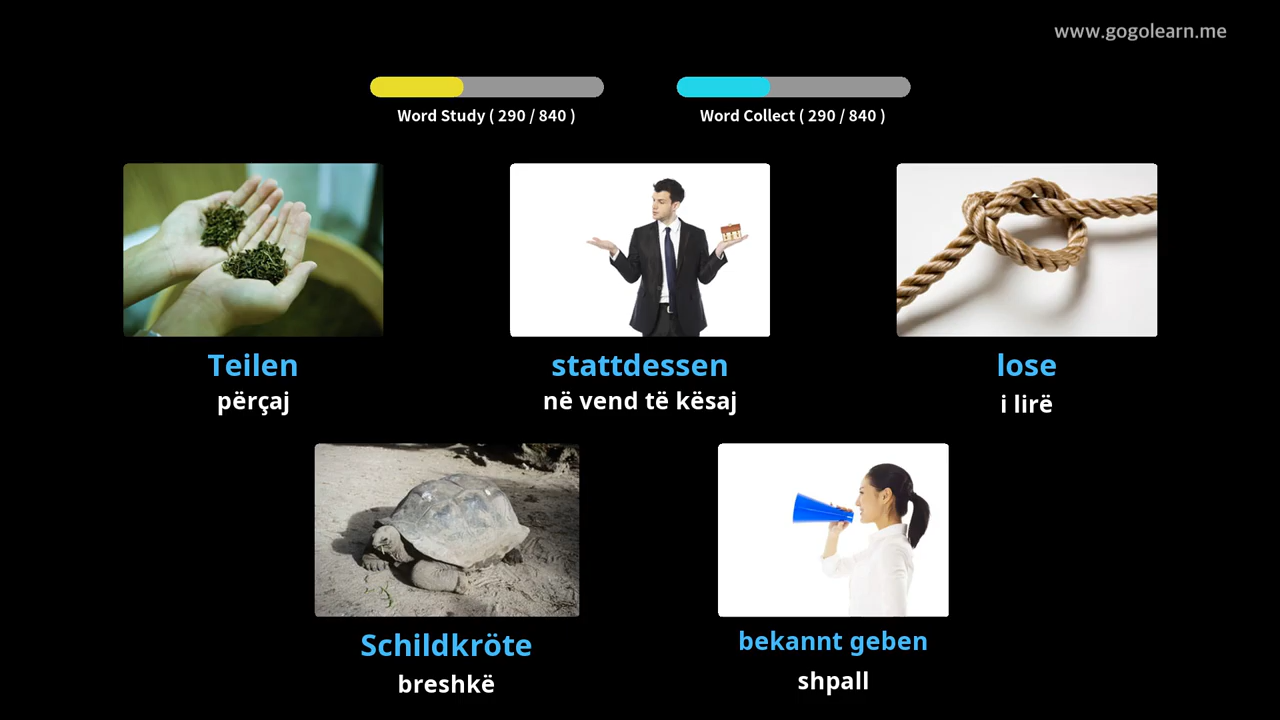 www.gogolearn.me
Word Study ( 290 / 840 )
Word Collect ( 290 / 840 )
Teilen
përçaj
stattdessen
në vend të kësaj
lose
i lirë
Schildkröte
breshkë
bekannt geben
shpall